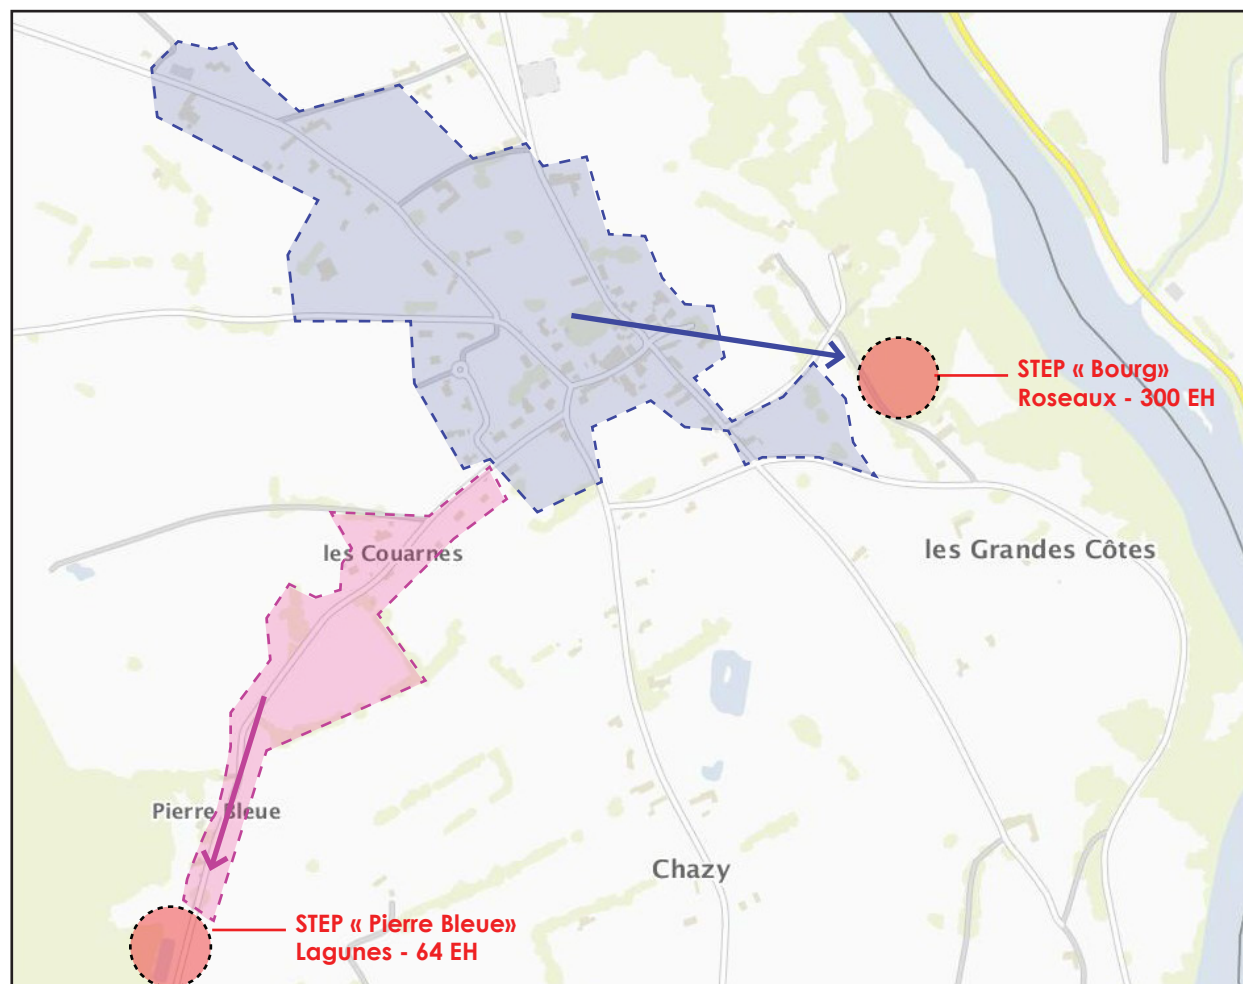 STEP « Bourg»
Roseaux - 300 EH
les Couarnes
les Grandes Côtes
Pierre Bleue
Chazy
STEP « Pierre Bleue»
Lagunes - 64 EH